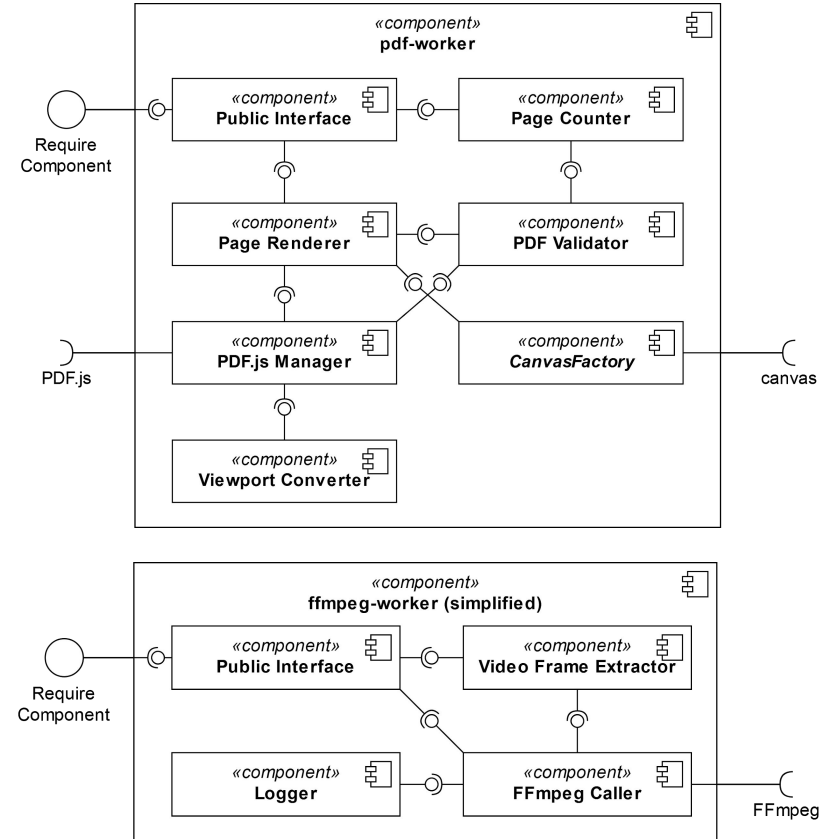 «component»
pdf-worker
«component»
Public Interface
«component»
Page Counter
Require
Component
«component»
Page Renderer
«component»
PDF Validator
«component»
PDF.js Manager
«component»
CanvasFactory
PDF.js
canvas
«component»
Viewport Converter
«component»
ffmpeg-worker (simplified)
«component»
Public Interface
«component»
Video Frame Extractor
Require
Component
«component»
Logger
«component»
FFmpeg Caller
FFmpeg